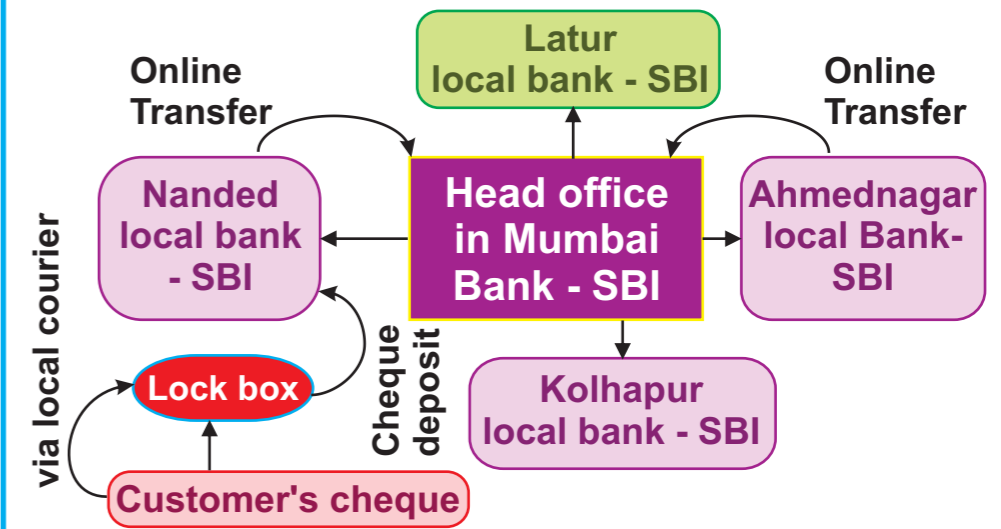 Latur
local bank - SBI
Online
Transfer
Online
Transfer
Nanded
local bank
- SBI
Head office
in Mumbai
Bank - SBI
Ahmednagar
local Bank-
SBI
via local courier
Lock box
Cheque
deposit
Kolhapur
local bank - SBI
Customer's cheque